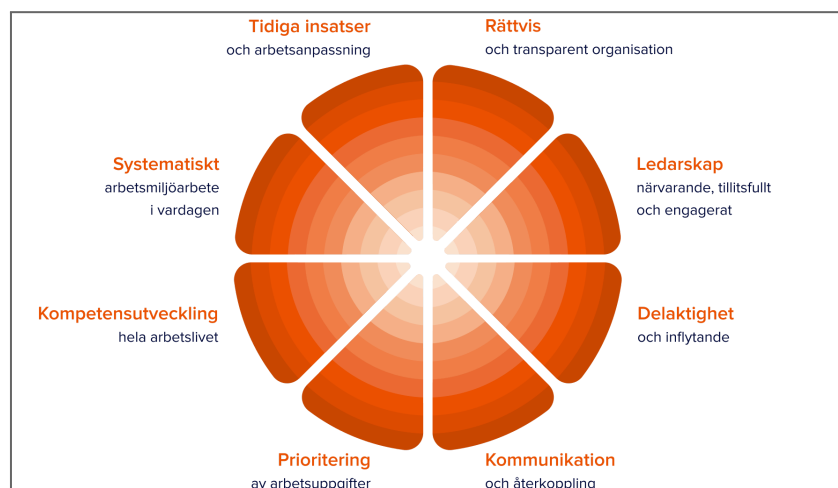 Tidiga insatser
och arbetsanpassning
Rättvis
och transparent organisation
Systematiskt
arbetsmiljöarbete
i vardagen
Ledarskap
närvarande, tillitsfullt
och engagerat
Kompetensutveckling
hela arbetslivet
Delaktighet
och inflytande
Prioritering
av arbetsuppgifter
Kommunikation
och återkoppling